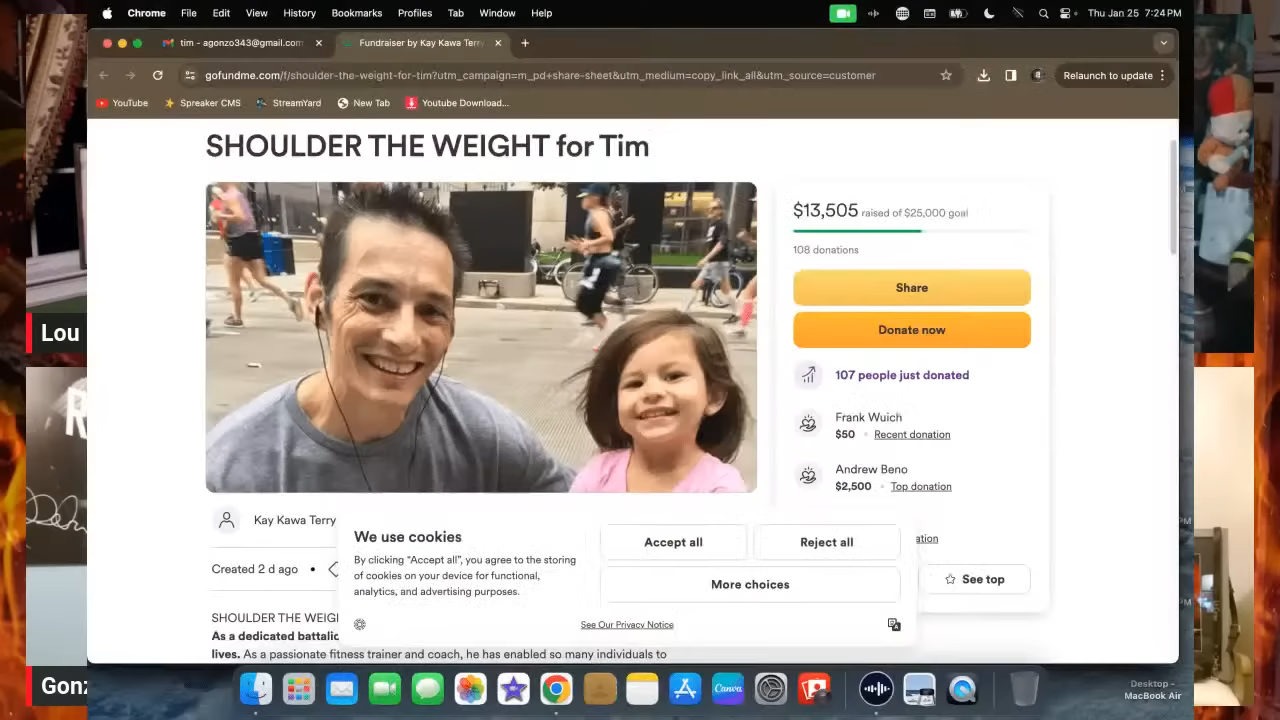 Chrome File Edit View History Bookmarks Profiles Tab Window Help Thu Jan 25 7:24PM
tim - agonzo343@gmail.com Fundraiser by Kay Kawa Terry
gofundme.com/f/shoulder-the-weight-for-tim?utm_campaign=m_pd+share-sheet&utm_medium=copy_link_all&utm_source=customer Relaunch to update
YouTube Spreaker CMS StreamYard New Tab Youtube Download...
SHOULDER THE WEIGHT for Tim
$13,505 raised of $25,000 goal
108 donations
Share
Donate now
107 people just donated
Frank Wuich
$50 • Recent donation
Andrew Beno
$2,500 • Top donation
ation
See top
Kay Kawa Terry
Created 2 d ago •
We use cookies
By clicking “Accept all”, you agree to the storing
of cookies on your device for functional,
analytics, and advertising purposes.
Accept all Reject all
More choices
See Our Privacy Notice
SHOULDER THE WEIGH
As a dedicated battalio
lives. As a passionate fitness trainer and coach, he has enabled so many individuals to
Lou
Gonz
Canva
Desktop –
MacBook Air
PM
PM